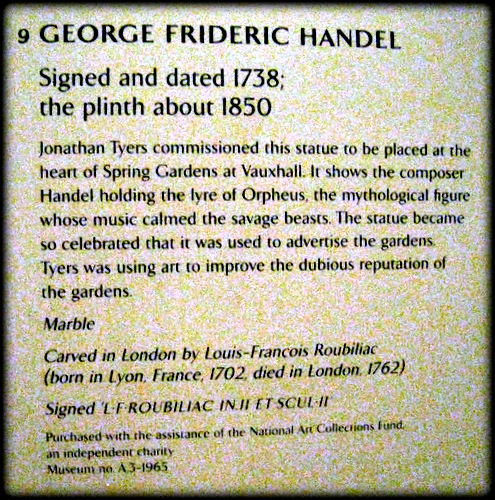 9 GEORGE FRIDERIC HANDEL
Signed and dated 1738;
the plinth about 1850
Jonathan Tyers commissioned this statue to be placed at the
heart of Spring Gardens at Vauxhall. It shows the composer
Handel holding the lyre of Orpheus, the mythological figure
whose music calmed the savage beasts. The statue became
so celebrated that it was used to advertise the gardens.
Tyers was using art to improve the dubious reputation of
the gardens.
Marble
Carved in London by Louis-François Roubiliac
(born in Lyon, France, 1702, died in London, 1762)
Signed 'L·F·ROUBILIAC IN.IT ET·SCUL·IT
Purchased with the assistance of the National Art Collections Fund,
an independent charity
Museum no. A.3-1965